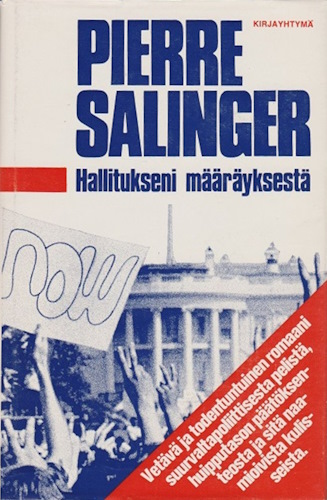 KIRJAYHTYMÄ
PIERRE
SALINGER
Hallitukseni määräyksestä
now
Vetävä ja todentuntuinen romaani
suurvaltapoliittisesta pelistä,
huipputason päätöksen-
teosta ja sitä naa-
mioivista kulis-
seista.